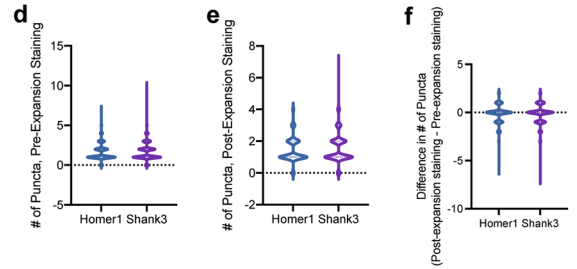 d
# of Puncta, Pre-Expansion Staining
15
10
5
0
-5
Homer1 Shank3
e
# of Puncta, Post-Expansion Staining
8
6
4
2
0
-2
Homer1 Shank3
f
Difference in # of Puncta
(Post-expansion staining - Pre-expansion staining)
5
0
-5
-10
Homer1 Shank3